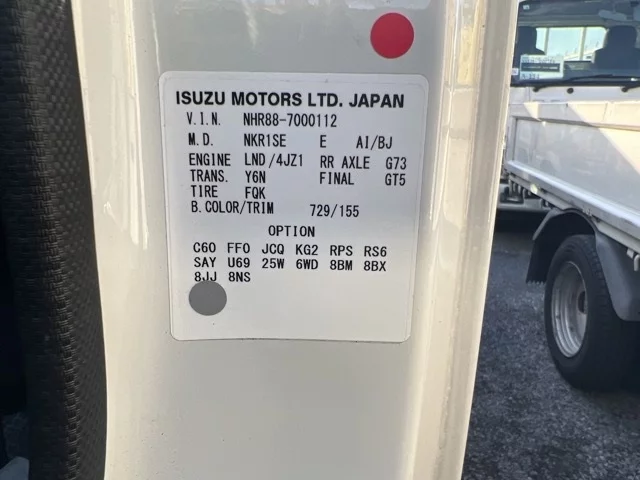 ISUZU MOTORS LTD. JAPAN
V.I.N. NHR88-7000112
M.D. NKR1SE E AI/BJ
ENGINE LND/4JZ1 RR AXLE G73
TRANS. Y6N FINAL GT5
TIRE FQK
B.COLOR/TRIM 729/155
OPTION
C60 FF0 JCQ KG2 RPS RS6
SAY U69 25W 6WD 8BM 8BX
8JJ 8NS